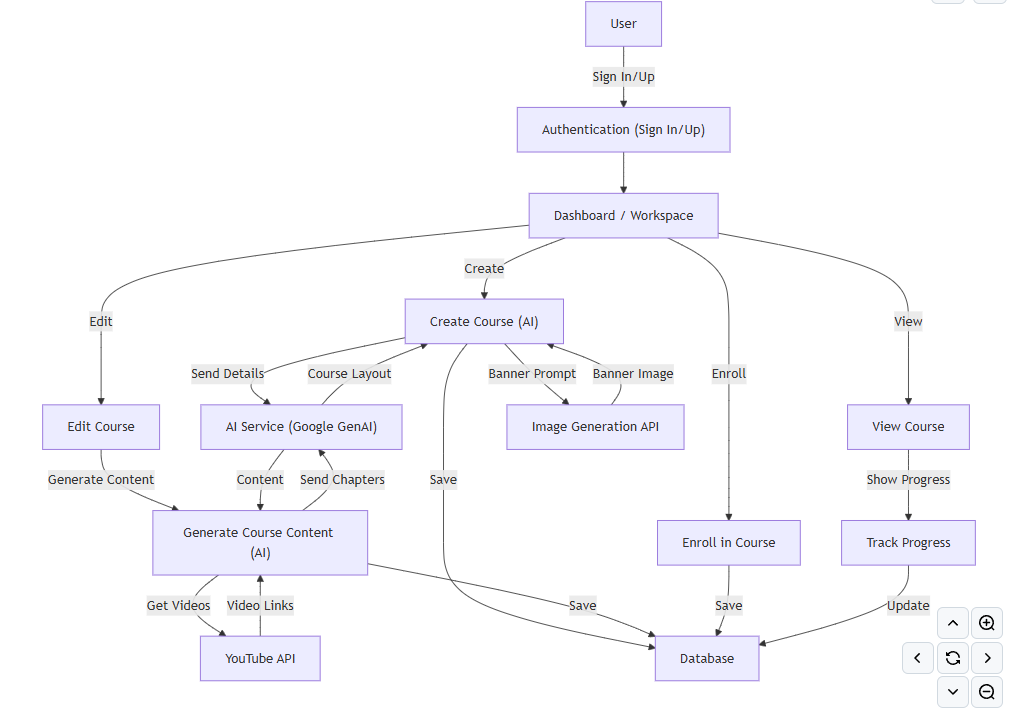 User
Sign In/Up
Authentication (Sign In/Up)
Dashboard / Workspace
Create
Edit
Create Course (AI)
View
Send Details
Course Layout
Banner Prompt
Banner Image
Enroll
Edit Course
AI Service (Google GenAI)
Image Generation API
View Course
Generate Content
Content
Send Chapters
Save
Show Progress
Generate Course Content
(AI)
Enroll in Course
Track Progress
Get Videos
Video Links
Save
Save
Update
YouTube API
Database